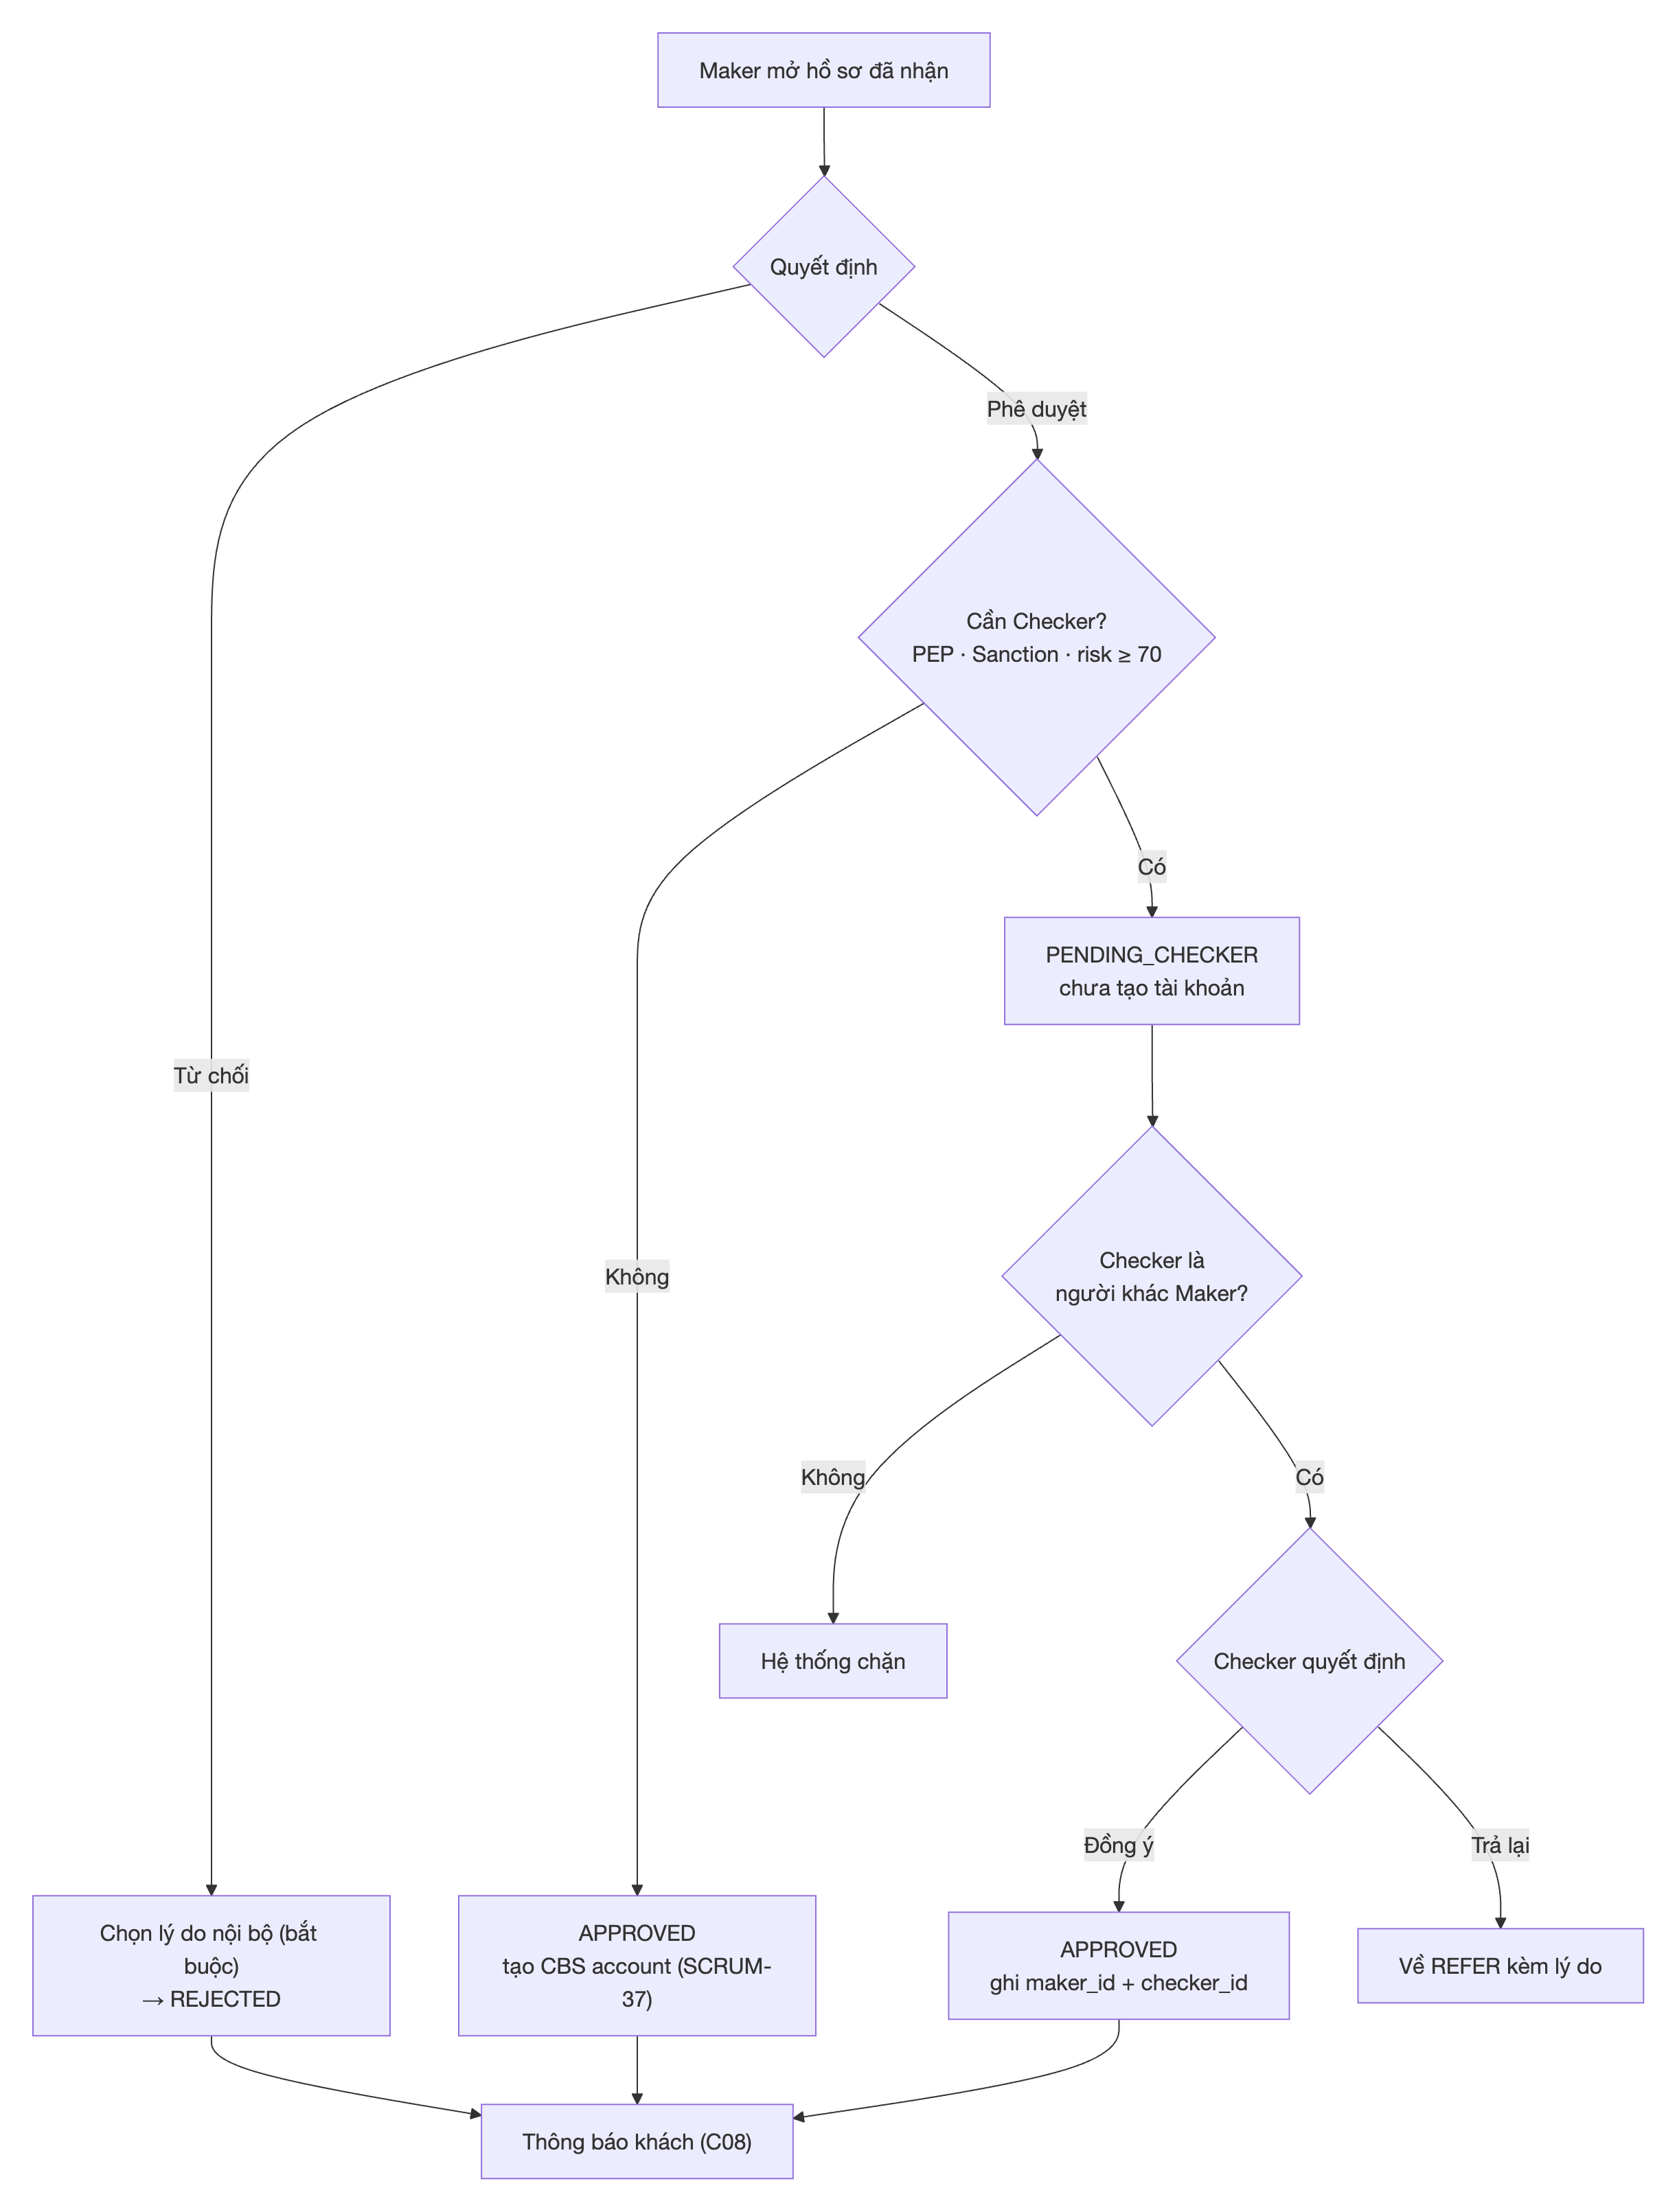 Maker mở hồ sơ đã nhận
Quyết định
Phê duyệt
Cần Checker?
PEP · Sanction · risk ≥ 70
Có
PENDING_CHECKER
chưa tạo tài khoản
Từ chối
Không
Checker là
người khác Maker?
Không
Có
Hệ thống chặn
Checker quyết định
Đồng ý
Trả lại
Chọn lý do nội bộ (bắt
buộc)
→ REJECTED
APPROVED
tạo CBS account (SCRUM-
37)
APPROVED
ghi maker_id + checker_id
Về REFER kèm lý do
Thông báo khách (C08)